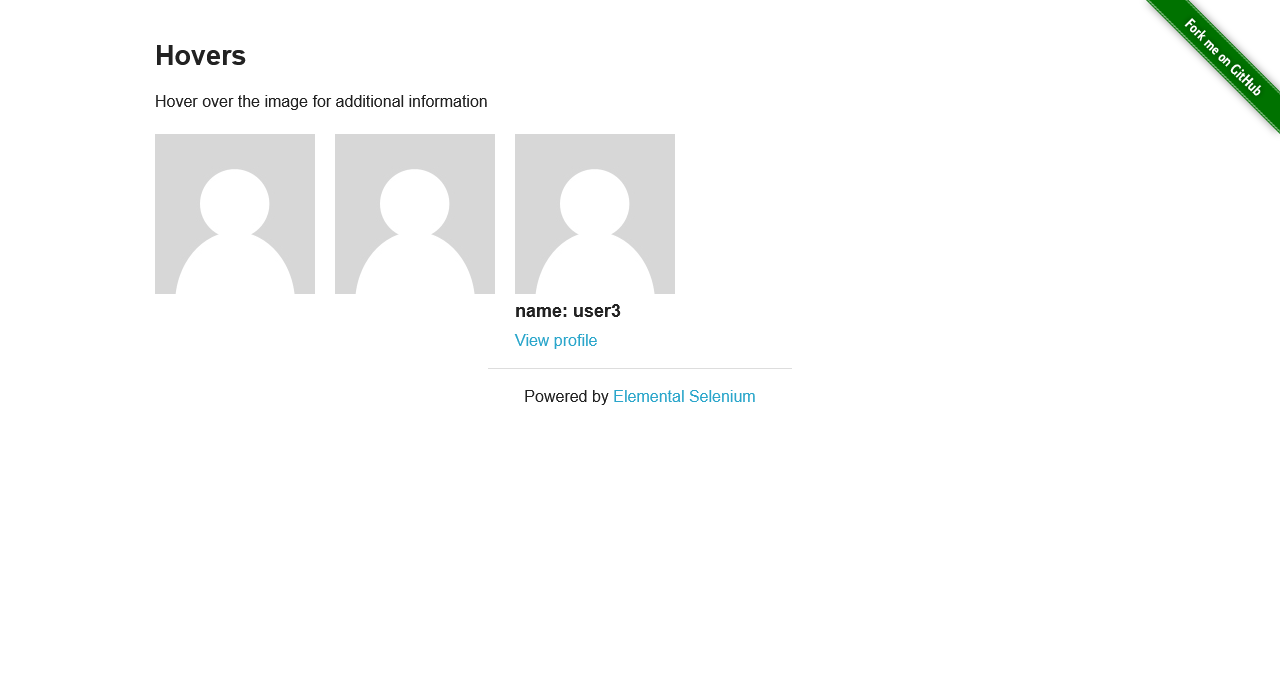 Fork me on GitHub
Hovers
Hover over the image for additional information
name: user3
View profile
Powered by Elemental Selenium